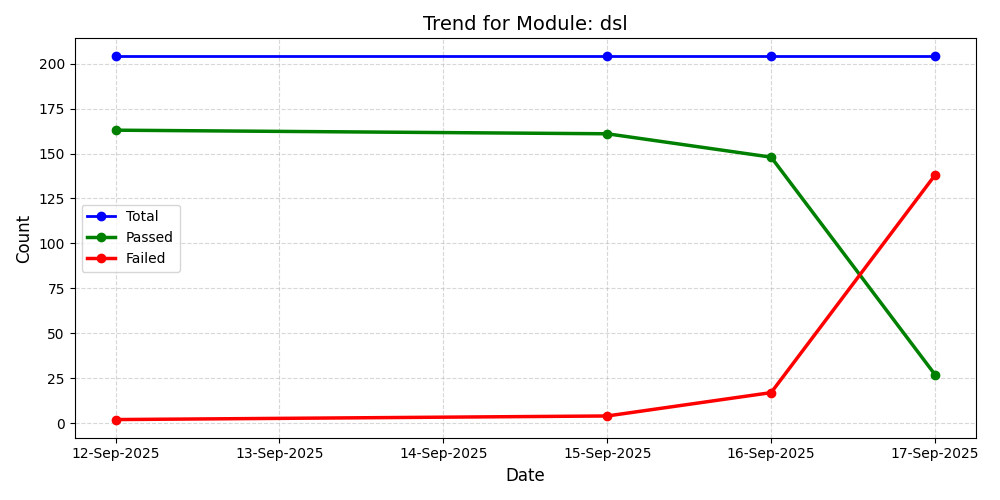 Trend for Module: dsl
Count
200
175
150
125
100
75
50
25
0
Total
Passed
Failed
12-Sep-2025
13-Sep-2025
14-Sep-2025
15-Sep-2025
16-Sep-2025
17-Sep-2025
Date